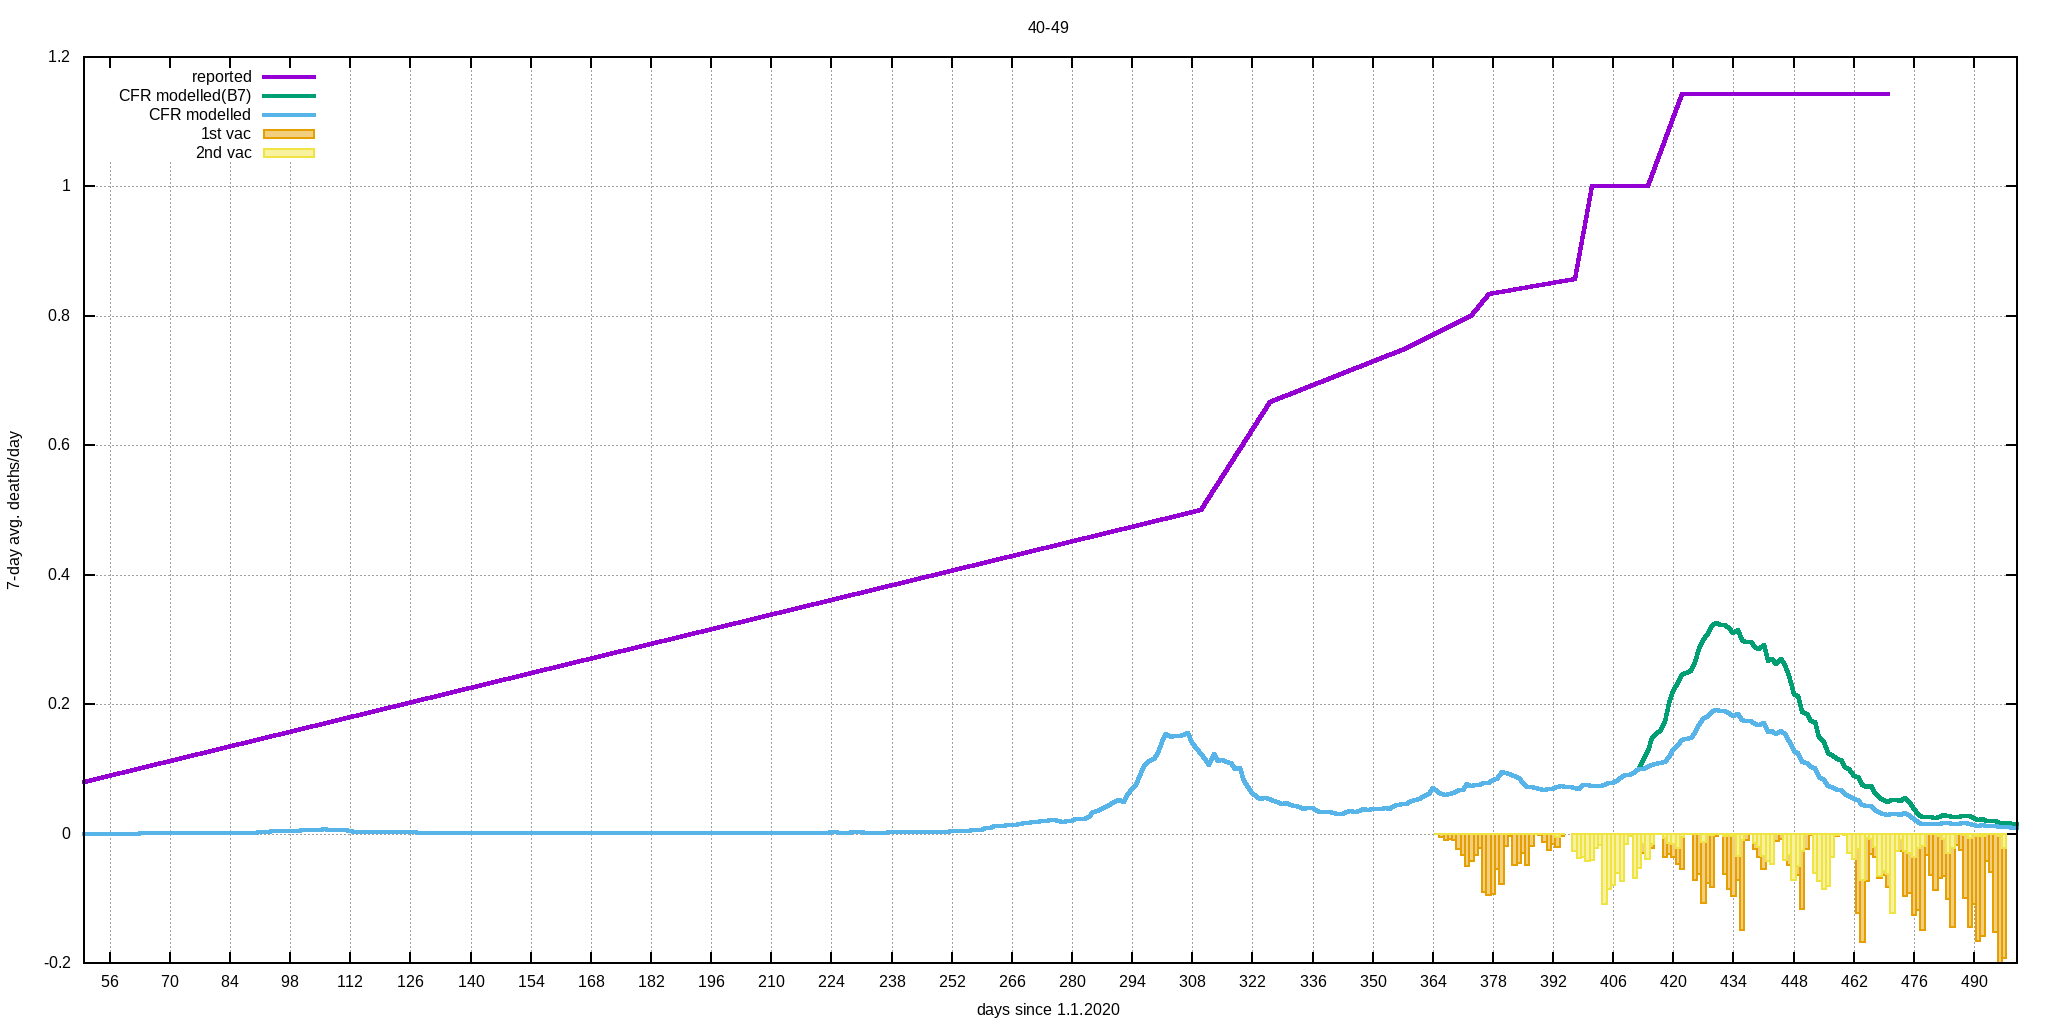 40-49
1.2
1
0.8
0.6
0.4
0.2
0
-0.2
7-day avg. deaths/day
reported
CFR modelled(B7)
CFR modelled
1st vac
2nd vac
56 70 84 98 112 126 140 154 168 182 196 210 224 238 252 266 280 294 308 322 336 350 364 378 392 406 420 434 448 462 476 490
days since 1.1.2020